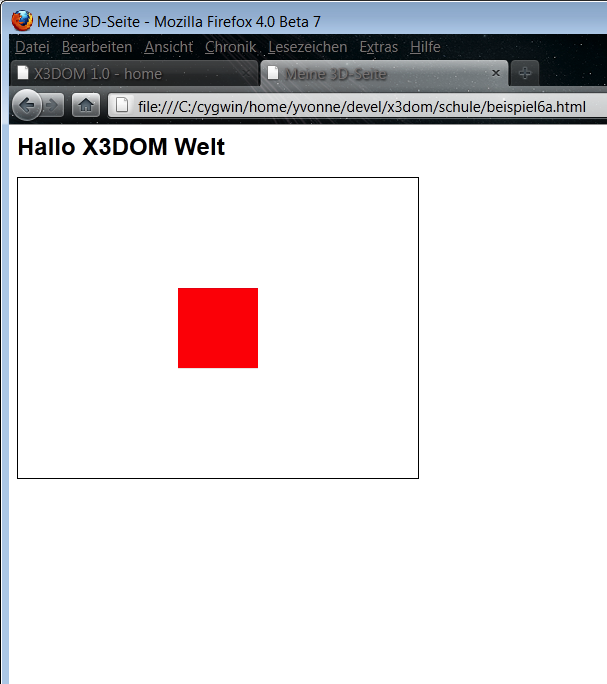 Meine 3D-Seite - Mozilla Firefox 4.0 Beta 7
Datei Bearbeiten Ansicht Chronik Lesezeichen Extras Hilfe
X3DOM 1.0 - home Meine 3D-Seite
file:///C:/cygwin/home/yvonne/devel/x3dom/schule/beispiel6a.html
Hallo X3DOM Welt